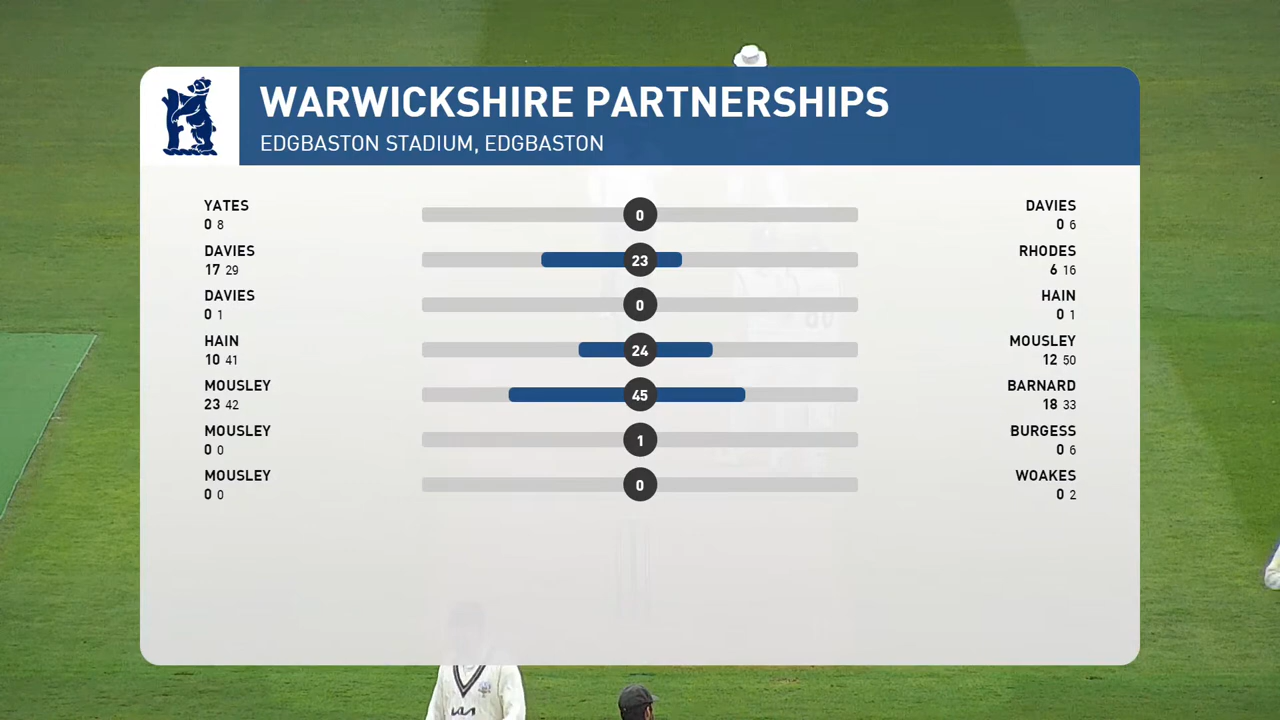 WARWICKSHIRE PARTNERSHIPS
EDGBASTON STADIUM, EDGBASTON
YATES 0 DAVIES
0 8 0 6
DAVIES 23 RHODES
17 29 6 16
DAVIES 0 HAIN
0 1 0 1
HAIN 24 MOUSLEY
10 41 12 50
MOUSLEY 45 BARNARD
23 42 18 33
MOUSLEY 1 BURGESS
0 0 0 6
MOUSLEY 0 WOAKES
0 0 0 2